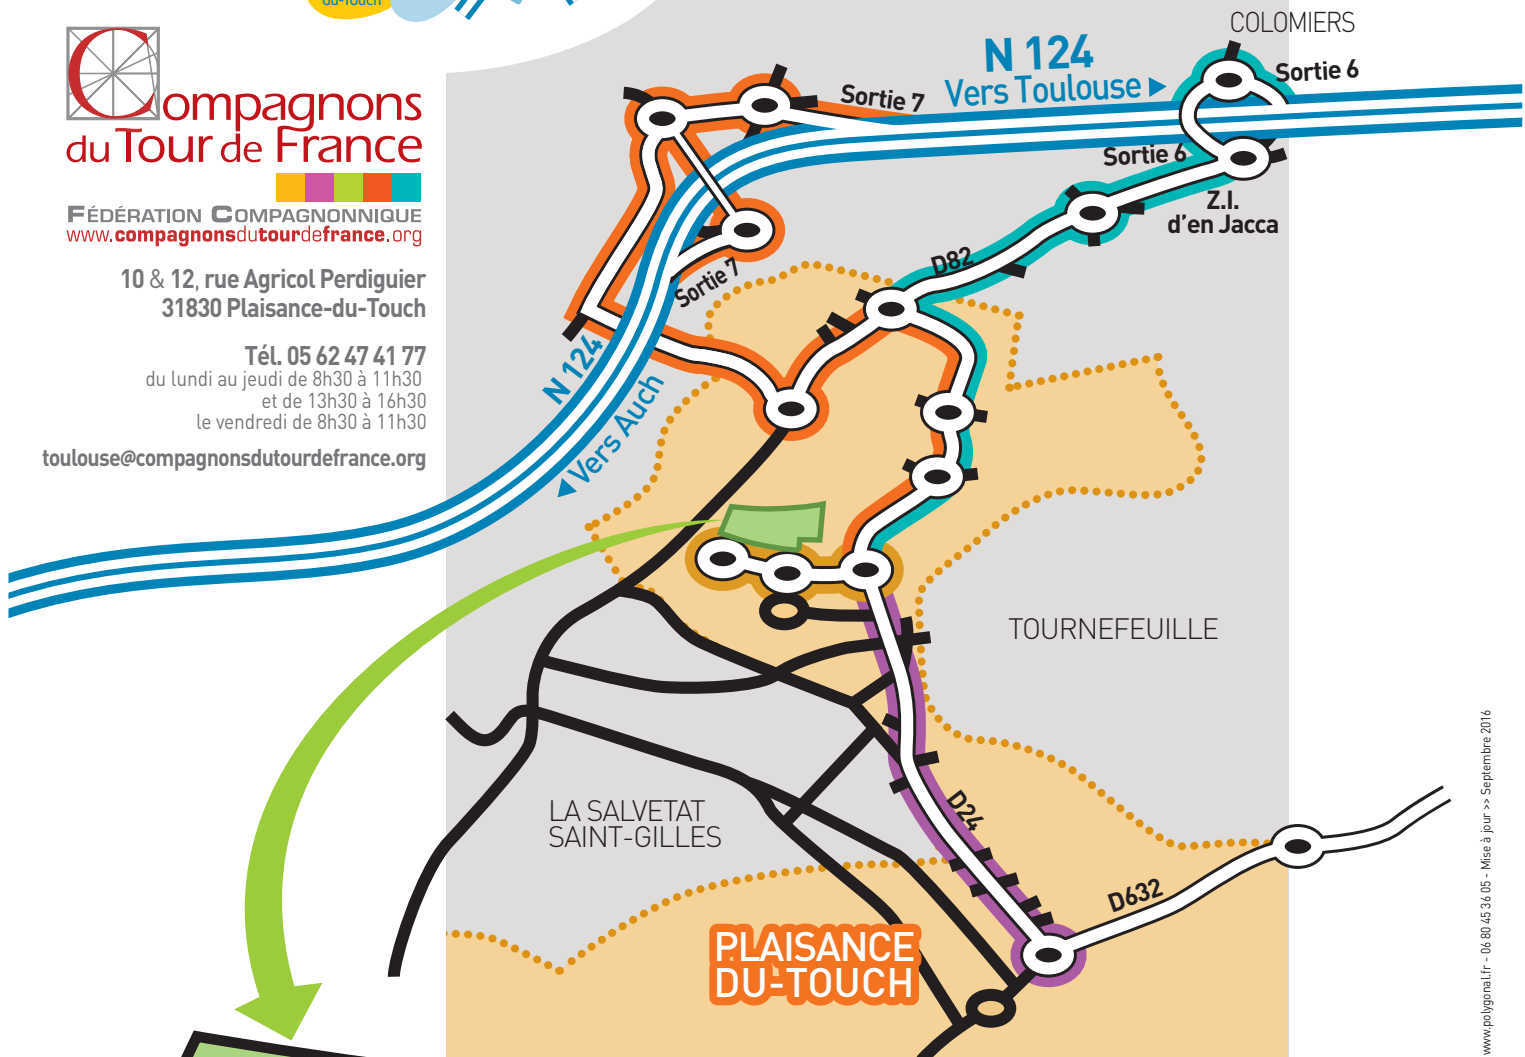 du-Touch
Compagnons
du Tour de France
FÉDÉRATION COMPAGNONNIQUE
www.compagnonsdutourdefrance.org
10 & 12, rue Agricol Perdiguier
31830 Plaisance-du-Touch
Tél. 05 62 47 41 77
du lundi au jeudi de 8h30 à 11h30
et de 13h30 à 16h30
le vendredi de 8h30 à 11h30
toulouse@compagnonsdutourdefrance.org
COLOMIERS
N 124
Vers Toulouse
Sortie 6
Sortie 7
Sortie 6
Z.I.
d'en Jacca
D82
Sortie 7
N 124
Vers Auch
TOURNEFEUILLE
LA SALVETAT
SAINT-GILLES
D24
D632
PLAISANCE
DU-TOUCH
www.polygonal.fr - 06 80 45 36 05 - Mise à jour >> Septembre 2016